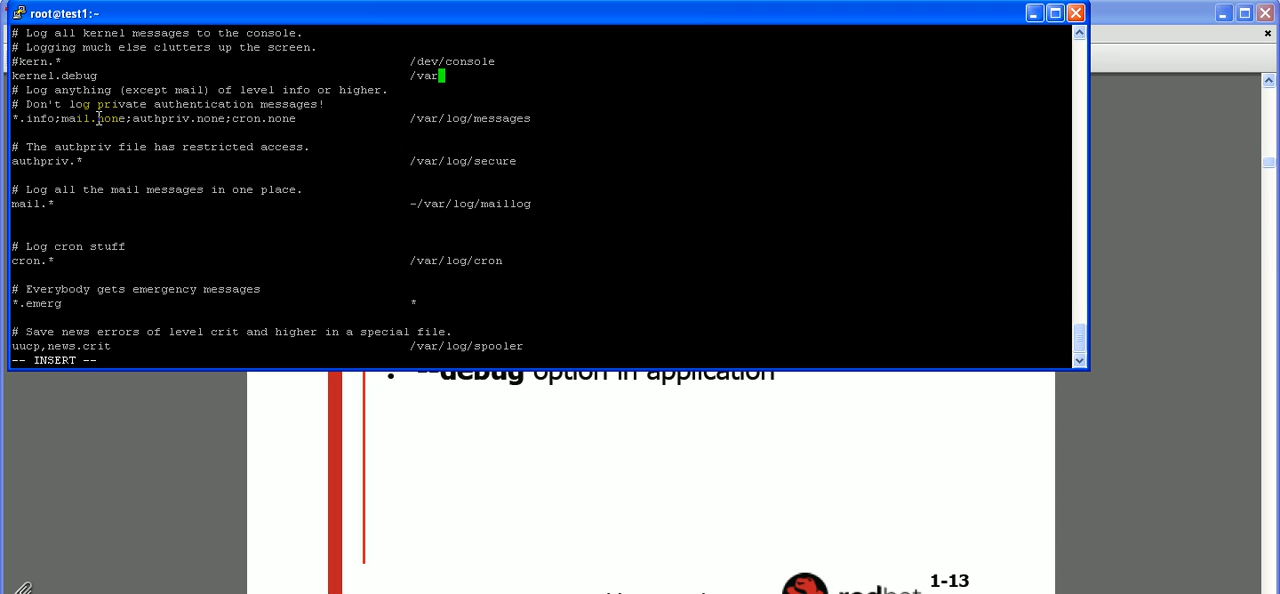 root@test1:~
# Log all kernel messages to the console.
# Logging much else clutters up the screen.
#kern.* /dev/console
kernel.debug /var
# Log anything (except mail) of level info or higher.
# Don't log private authentication messages!
*.info;mail.none;authpriv.none;cron.none /var/log/messages
# The authpriv file has restricted access.
authpriv.* /var/log/secure
# Log all the mail messages in one place.
mail.* -/var/log/maillog
# Log cron stuff
cron.* /var/log/cron
# Everybody gets emergency messages
*.emerg *
# Save news errors of level crit and higher in a special file.
uucp,news.crit /var/log/spooler
-- INSERT --
• --debug option in application
1-13
redhat